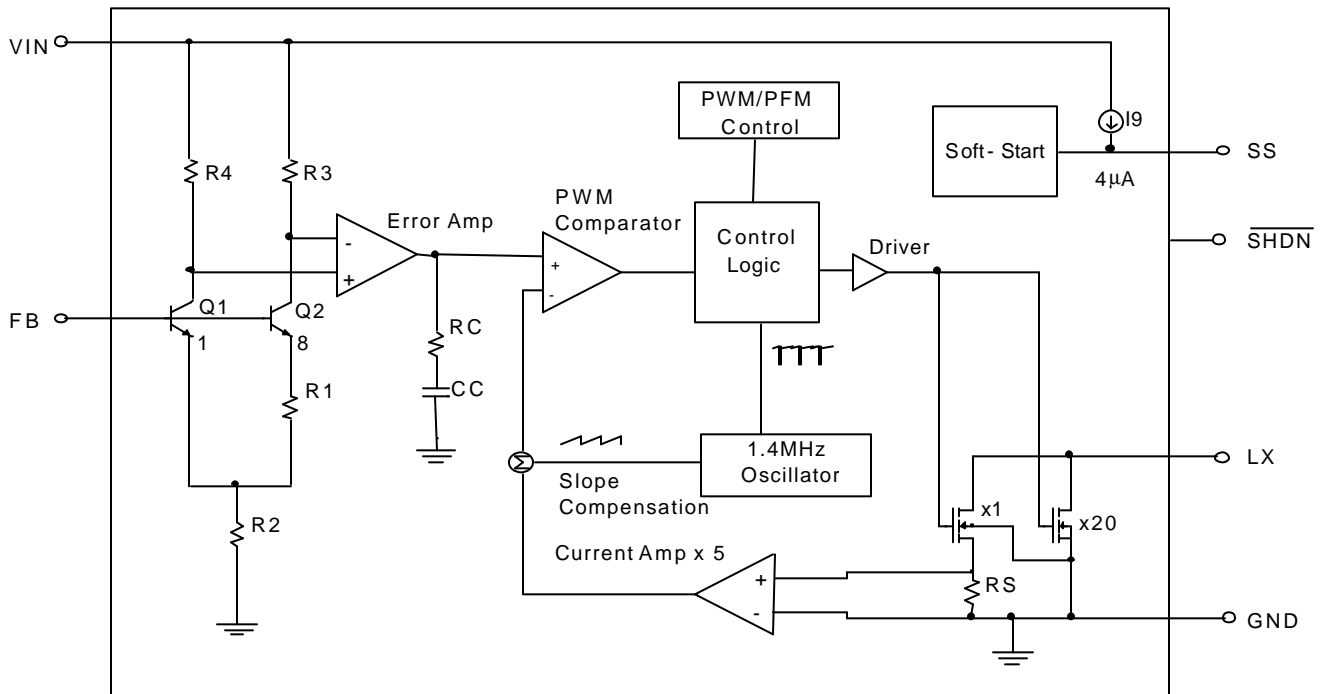 VIN
PWM/PFM
Control
I9
Soft-Start
SS
4µA
R4
R3
Error Amp
PWM
Comparator
-
+
+
-
Control
Logic
Driver
SHDN
FB
Q1
Q2
1
8
RC
R1
CC
1.4MHz
Oscillator
Σ
Slope
Compensation
LX
R2
x1
x20
Current Amp x 5
+
-
RS
GND